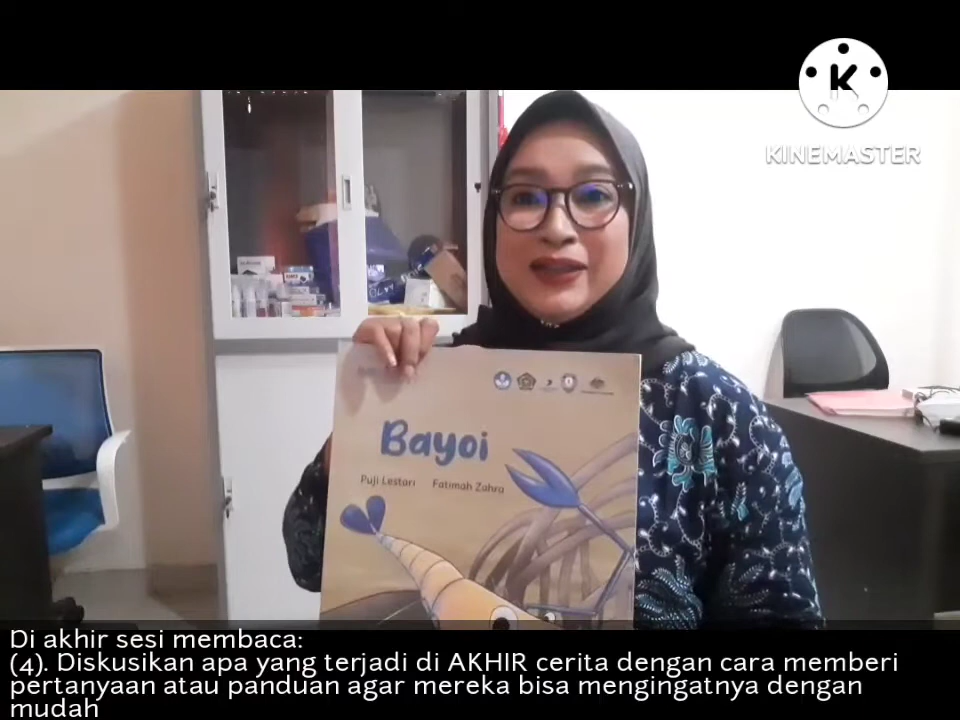 KINEMASTER
Bayoi
Puji Lestari Fatimah Zahra
Di akhir sesi membaca:
(4). Diskusikan apa yang terjadi di AKHIR cerita dengan cara memberi
pertanyaan atau panduan agar mereka bisa mengingatnya dengan
mudah